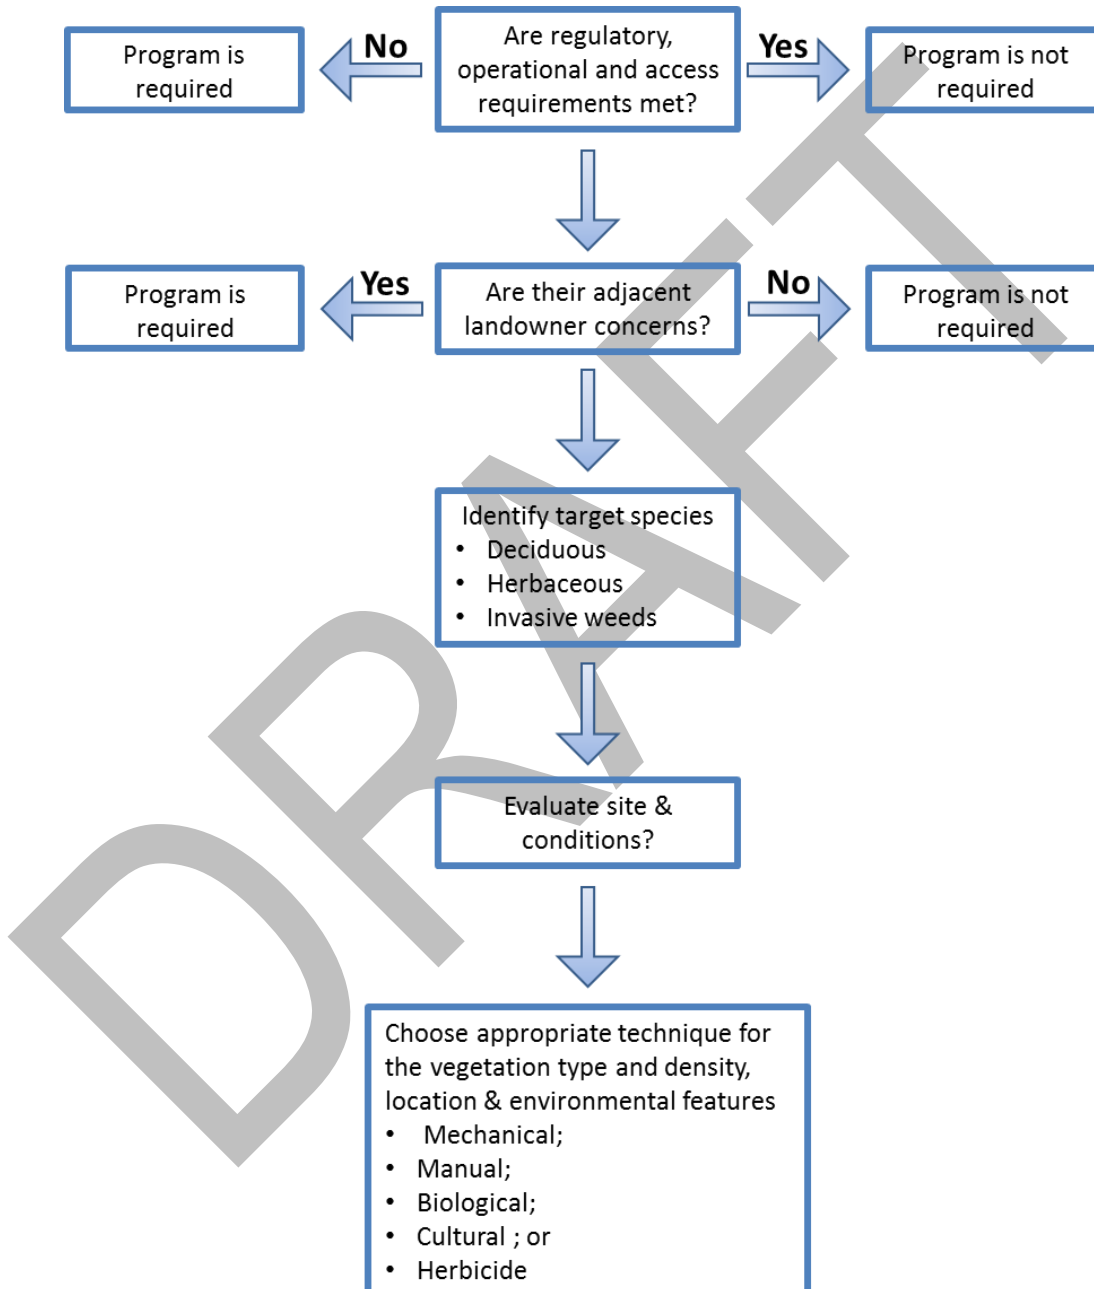 Program is
required
No
Are regulatory,
operational and access
requirements met?
Yes
Program is not
required
Program is
required
Yes
Are their adjacent
landowner concerns?
No
Program is not
required
Identify target species
• Deciduous
• Herbaceous
• Invasive weeds
Evaluate site &
conditions?
Choose appropriate technique for
the vegetation type and density,
location & environmental features
• Mechanical;
• Manual;
• Biological;
• Cultural ; or
• Herbicide
DRAFT